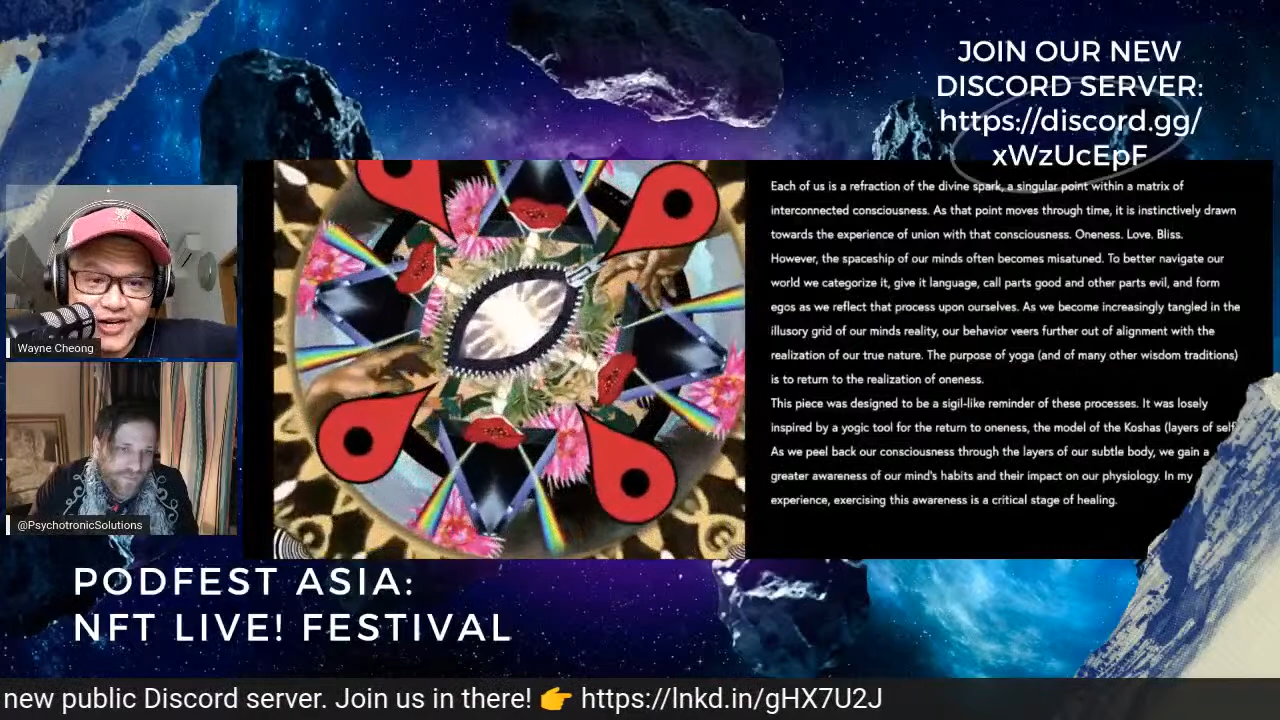 JOIN OUR NEW
DISCORD SERVER:
https://discord.gg/
xWzUcEpF
Each of us is a refraction of the divine spark, a singular point within a matrix of
interconnected consciousness. As that point moves through time, it is instinctively drawn
towards the experience of union with that consciousness. Oneness. Love. Bliss.
However, the spaceship of our minds often becomes misatuned. To better navigate our
world we categorize it, give it language, call parts good and other parts evil, and form
egos as we reflect that process upon ourselves. As we become increasingly tangled in the
illusory grid of our minds reality, our behavior veers further out of alignment with the
realization of our true nature. The purpose of yoga (and of many other wisdom traditions)
is to return to the realization of oneness.
This piece was designed to be a sigil-like reminder of these processes. It was losely
inspired by a yogic tool for the return to oneness, the model of the Koshas (layers of self
As we peel back our consciousness through the layers of our subtle body, we gain a
greater awareness of our mind's habits and their impact on our physiology. In my
experience, exercising this awareness is a critical stage of healing.
Wayne Cheong
@PsychotronicSolutions
PODFEST ASIA:
NFT LIVE! FESTIVAL
new public Discord server. Join us in there! 👉 https://lnkd.in/gHX7U2J